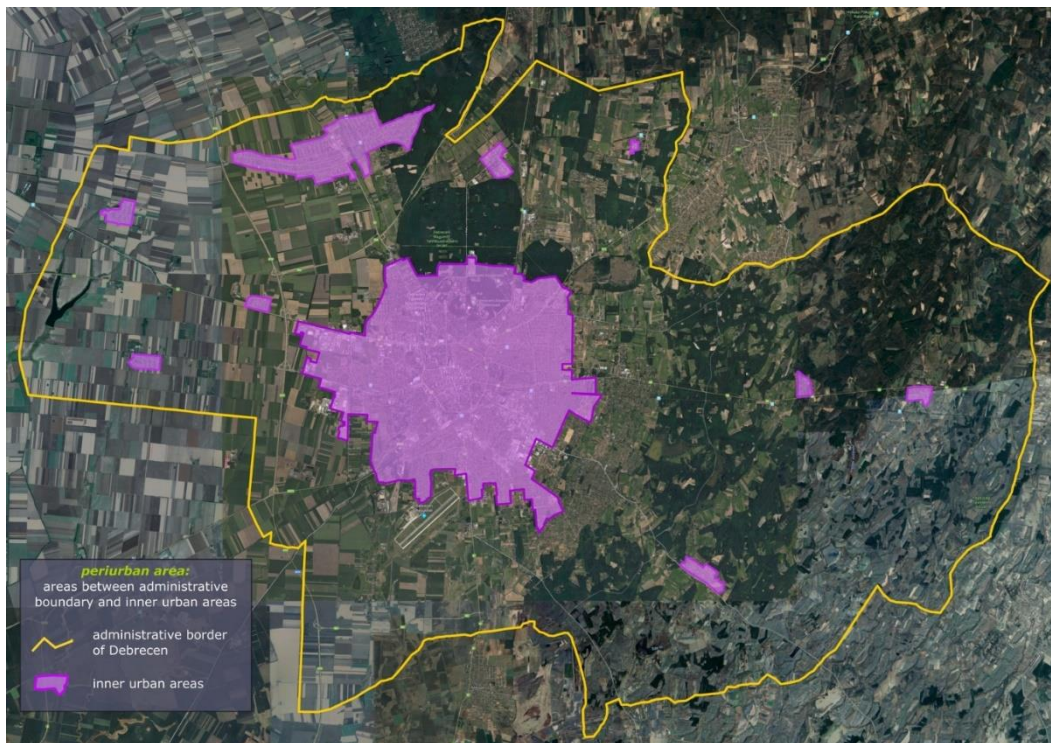 periurban area:
areas between administrative
boundary and inner urban areas
administrative border
of Debrecen
inner urban areas